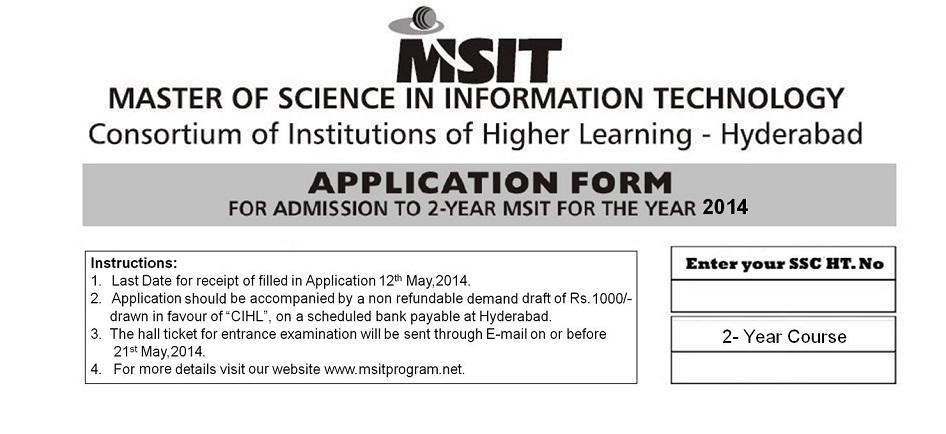 MSIT
MASTER OF SCIENCE IN INFORMATION TECHNOLOGY
Consortium of Institutions of Higher Learning - Hyderabad
APPLICATION FORM
FOR ADMISSION TO 2-YEAR MSIT FOR THE YEAR 2014
Instructions:
1. Last Date for receipt of filled in Application 12th May,2014.
2. Application should be accompanied by a non refundable demand draft of Rs.1000/-
drawn in favour of “CIHL”, on a scheduled bank payable at Hyderabad.
3. The hall ticket for entrance examination will be sent through E-mail on or before
21st May,2014.
4. For more details visit our website www.msitprogram.net.
Enter your SSC HT. No
2- Year Course